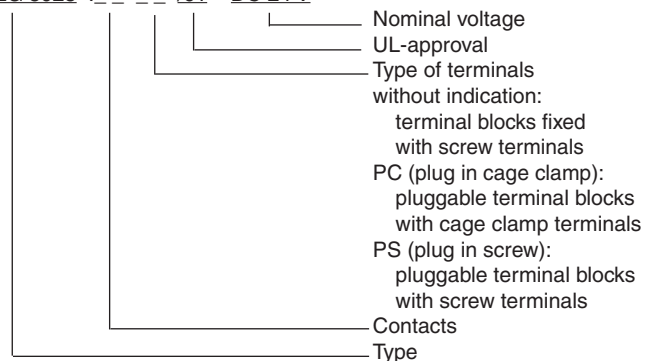 Nominal voltage
UL-approval
Type of terminals
without indication:
terminal blocks fixed
with screw terminals
PC (plug in cage clamp):
pluggable terminal blocks
with cage clamp terminals
PS (plug in screw):
pluggable terminal blocks
with screw terminals
Contacts
Type